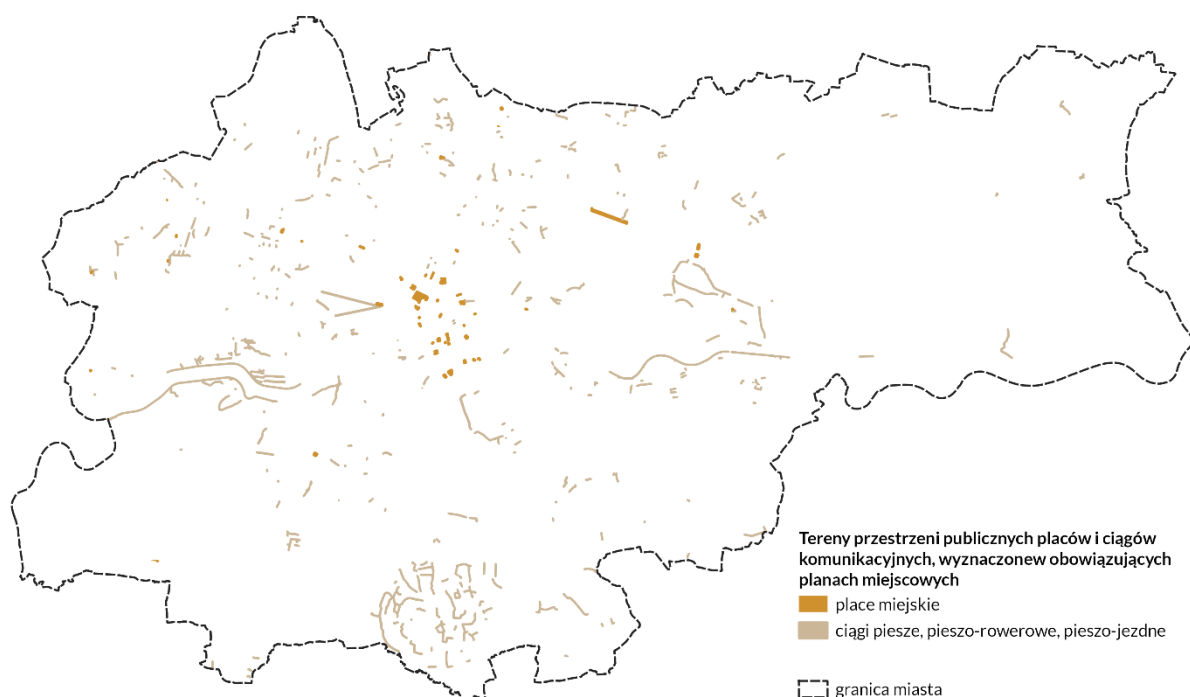 Tereny przestrzeni publicznych placów i ciągów
komunikacyjnych, wyznaczonew obowiązujących
planach miejscowych
place miejskie
ciągi piesze, pieszo-rowerowe, pieszo-jezdne
granica miasta